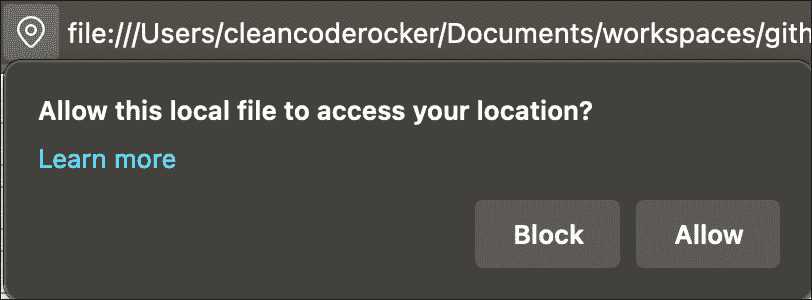 file:///Users/cleancoderocker/Documents/workspaces/gith
Allow this local file to access your location?
Learn more
Block Allow